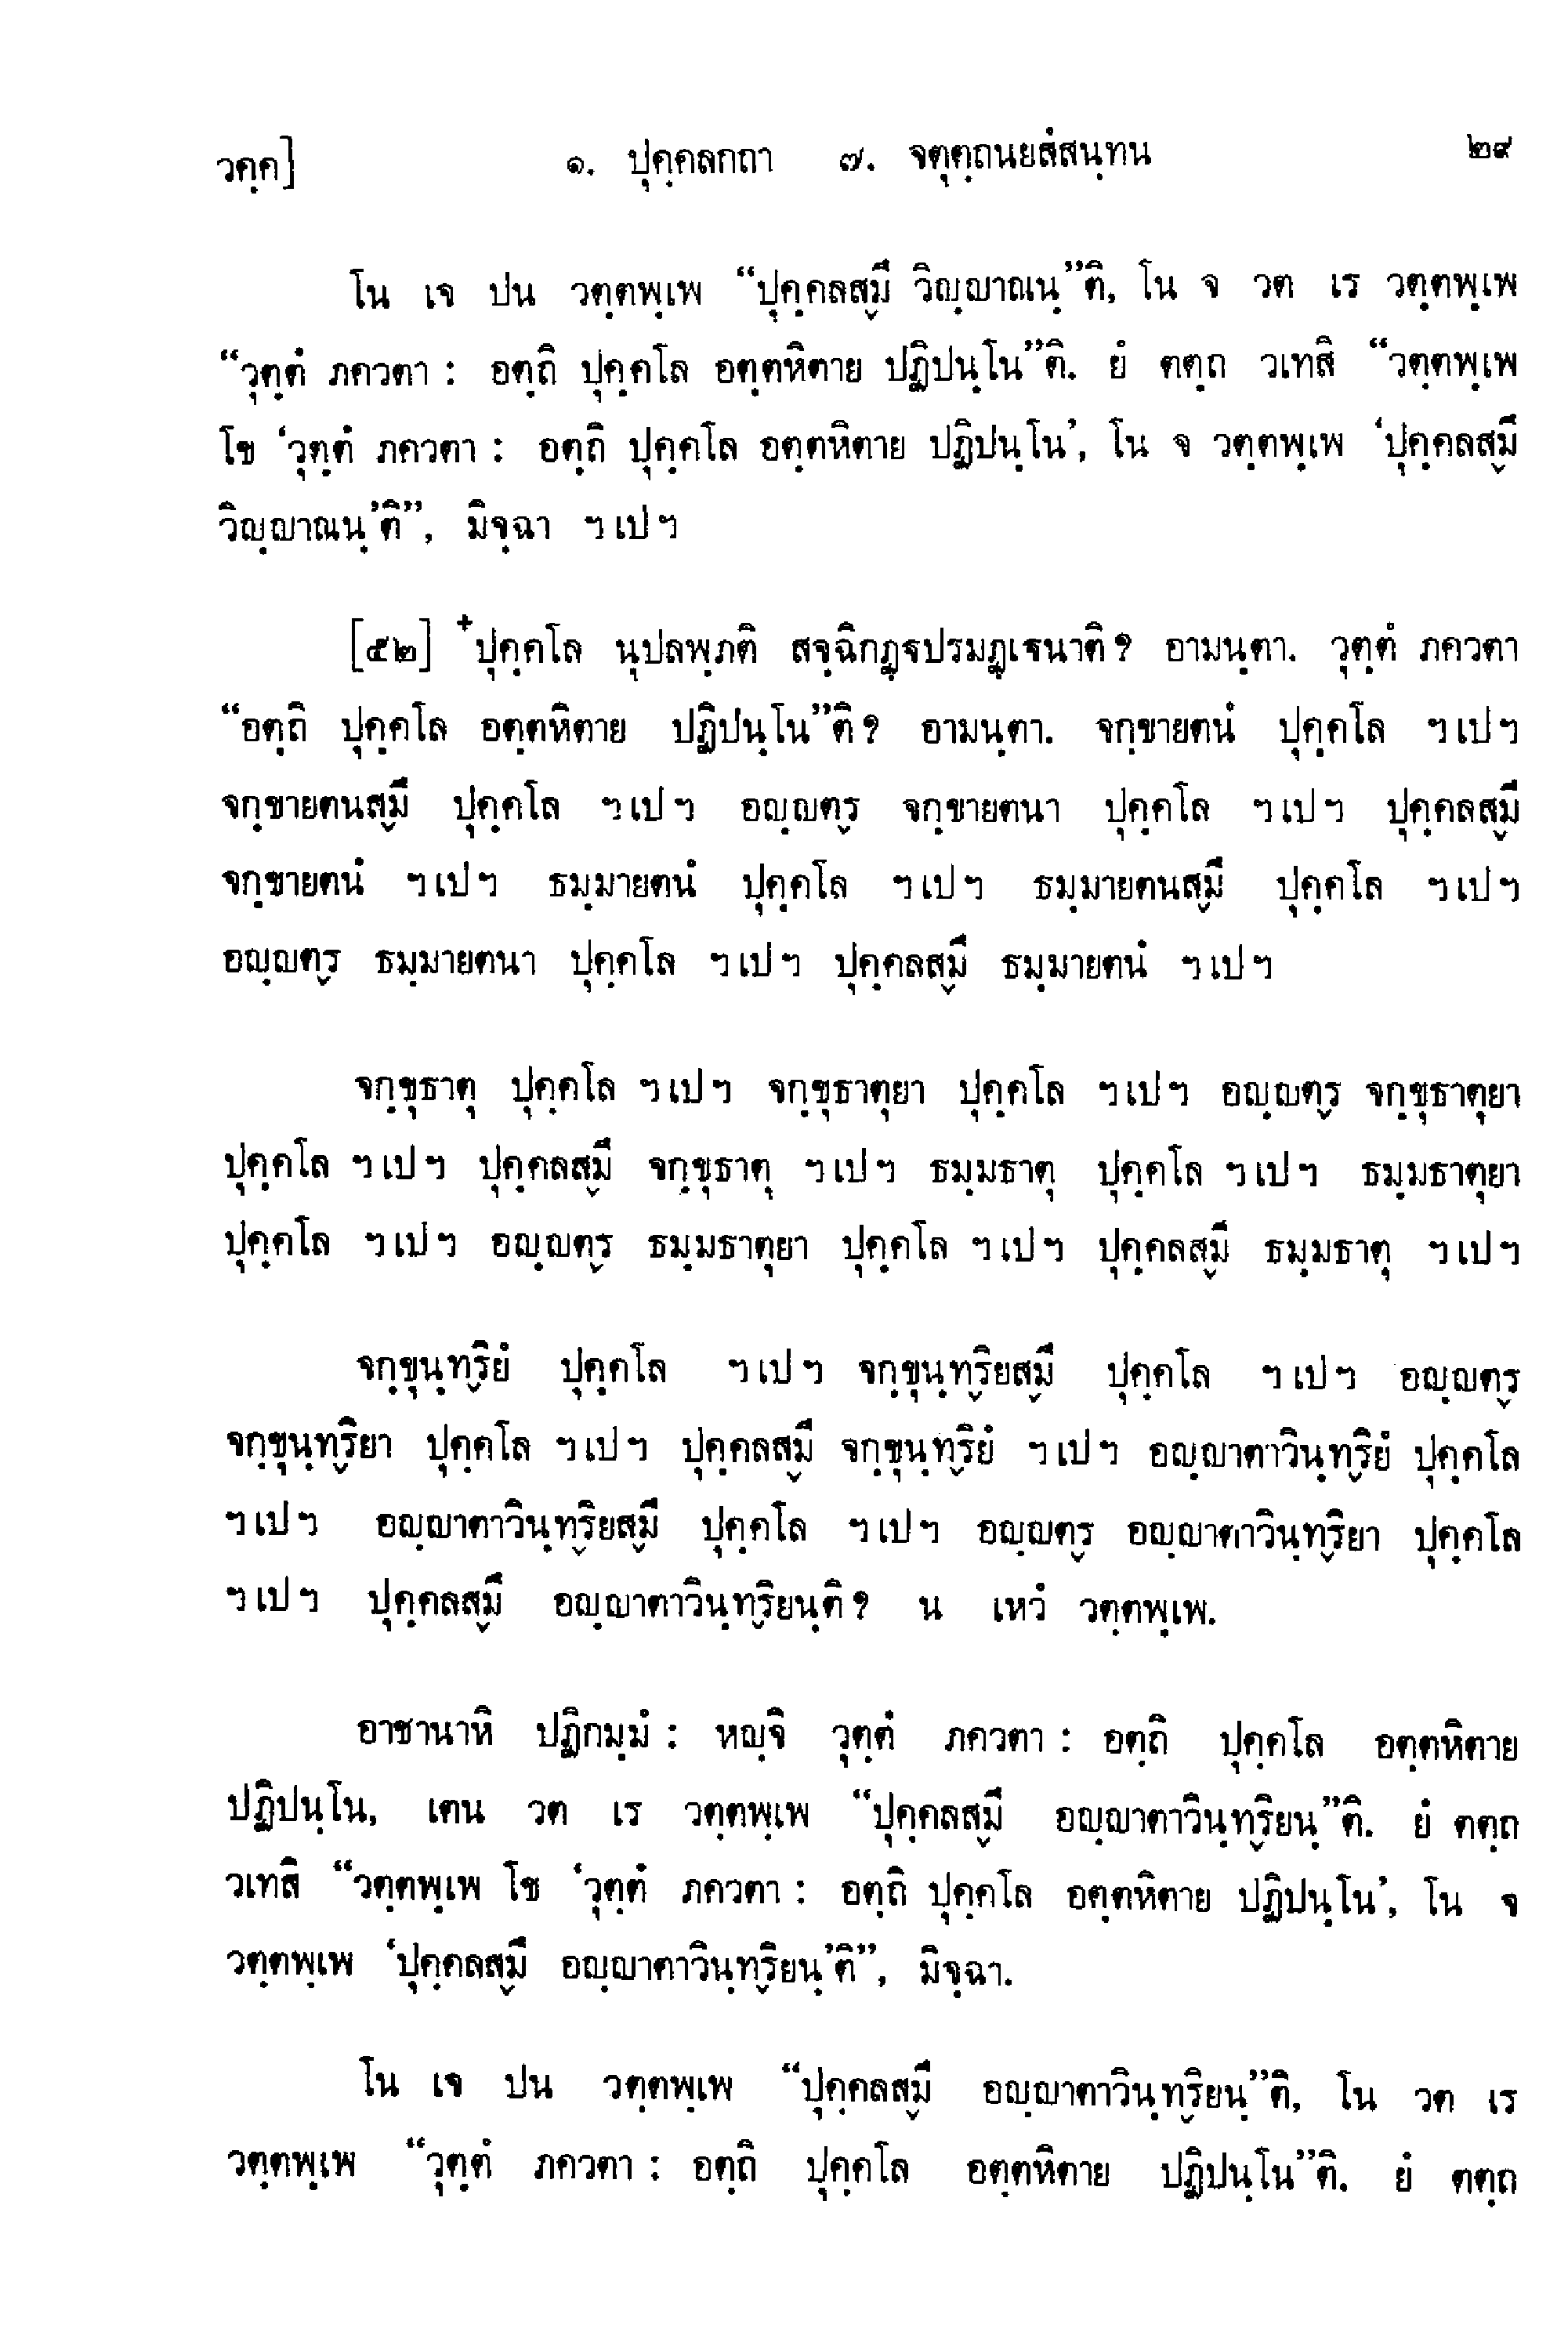 วคฺค]	๑. ปุคฺคลกถา ๗. จตุตฺถนยสํสนฺทน	๒๙
โน เจ ปน วตฺตพฺเพ “ปุคฺคลสฺมึ วิญฺญาณนฺ”ติ, โน จ วต เร วตฺตพฺเพ
“วุตฺตํ ภควตา : อตฺถิ ปุคฺคโล อตฺตหิตาย ปฏิปนฺโน”ติ. ยํ ตตฺถ วเทสิ “วตฺตพฺเพ
โข ‘วุตฺตํ ภควตา : อตฺถิ ปุคฺคโล อตฺตหิตาย ปฏิปนฺโน’, โน จ วตฺตพฺเพ ‘ปุคฺคลสฺมึ
วิญฺญาณนฺ’ติ”, มิจฺฉา ฯ เป ฯ
[๕๒] ⁺ปุคฺคโล นุปลพฺภติ สจฺฉิกฏฺฐปรมฏฺเฐนาติ? อามนฺตา. วุตฺตํ ภควตา
“อตฺถิ ปุคฺคโล อตฺตหิตาย ปฏิปนฺโน”ติ? อามนฺตา. จกฺขายตนํ ปุคฺคโล ฯ เป ฯ
จกฺขายตนสฺมึ ปุคฺคโล ฯ เป ฯ อญฺญตฺร จกฺขายตนา ปุคฺคโล ฯ เป ฯ ปุคฺคลสฺมึ
จกฺขายตนํ ฯ เป ฯ ธมฺมายตนํ ปุคฺคโล ฯ เป ฯ ธมฺมายตนสฺมึ ปุคฺคโล ฯ เป ฯ
อญฺญตฺร ธมฺมายตนา ปุคฺคโล ฯ เป ฯ ปุคฺคลสฺมึ ธมฺมายตนํ ฯ เป ฯ
จกฺขุธาตุ ปุคฺคโล ฯ เป ฯ จกฺขุธาตุยา ปุคฺคโล ฯ เป ฯ อญฺญตฺร จกฺขุธาตุยา
ปุคฺคโล ฯ เป ฯ ปุคฺคลสฺมึ จกฺขุธาตุ ฯ เป ฯ ธมฺมธาตุ ปุคฺคโล ฯ เป ฯ ธมฺมธาตุยา
ปุคฺคโล ฯ เป ฯ อญฺญตฺร ธมฺมธาตุยา ปุคฺคโล ฯ เป ฯ ปุคฺคลสฺมึ ธมฺมธาตุ ฯ เป ฯ
จกฺขุนฺทฺริยํ ปุคฺคโล ฯ เป ฯ จกฺขุนฺทฺริยสฺมึ ปุคฺคโล ฯ เป ฯ อญฺญตฺร
จกฺขุนฺทฺริยา ปุคฺคโล ฯ เป ฯ ปุคฺคลสฺมึ จกฺขุนฺทฺริยํ ฯ เป ฯ อญฺญาตาวินฺทฺริยํ ปุคฺคโล
ฯ เป ฯ อญฺญาตาวินฺทฺริยสฺมึ ปุคฺคโล ฯ เป ฯ อญฺญตฺร อญฺญาตาวินฺทฺริยา ปุคฺคโล
ฯ เป ฯ ปุคฺคลสฺมึ อญฺญาตาวินฺทฺริยนฺติ? น เหวํ วตฺตพฺเพ.
อาชานาหิ ปฏิกมฺมํ : หญฺจิ วุตฺตํ ภควตา : อตฺถิ ปุคฺคโล อตฺตหิตาย
ปฏิปนฺโน, เตน วต เร วตฺตพฺเพ “ปุคฺคลสฺมึ อญฺญาตาวินฺทฺริยนฺ”ติ. ยํ ตตฺถ
วเทสิ “วตฺตพฺเพ โข ‘วุตฺตํ ภควตา : อตฺถิ ปุคฺคโล อตฺตหิตาย ปฏิปนฺโน’, โน จ
วตฺตพฺเพ ‘ปุคฺคลสฺมึ อญฺญาตาวินฺทฺริยนฺ’ติ”, มิจฺฉา.
โน เจ ปน วตฺตพฺเพ “ปุคฺคลสฺมึ อญฺญาตาวินฺทฺริยนฺ”ติ, โน วต เร
วตฺตพฺเพ “วุตฺตํ ภควตา : อตฺถิ ปุคฺคโล อตฺตหิตาย ปฏิปนฺโน”ติ. ยํ ตตฺถ